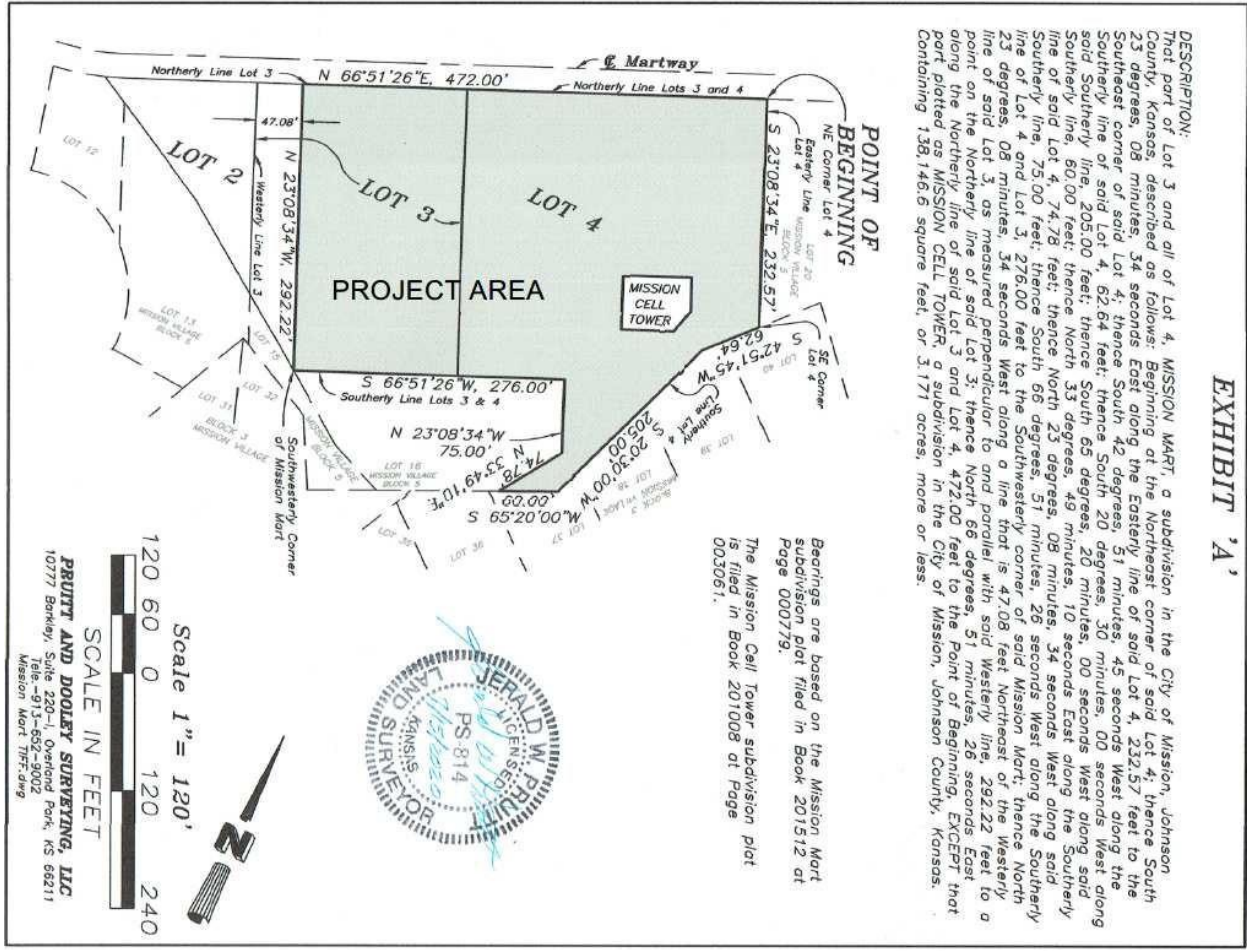 EXHIBIT 'A'
DESCRIPTION:
That part of Lot 3 and all of Lot 4, MISSION MART, a subdivision in the City of Mission, Johnson
County, Kansas, described as follows: Beginning at the Northeast corner of said Lot 4; thence South
23 degrees, 08 minutes, 34 seconds East along the Easterly line of said Lot 4, 232.57 feet to the
Southeast corner of said Lot 4; thence South 42 degrees, 51 minutes, 45 seconds West along the
Southerly line of said Lot 4, 62.64 feet; thence South 20 degrees, 30 minutes, 00 seconds West along
said Southerly line, 205.00 feet; thence South 65 degrees, 20 minutes, 00 seconds West along said
Southerly line, 60.00 feet; thence North 33 degrees, 49 minutes, 10 seconds East along the Southerly
line of said Lot 4, 74.78 feet; thence North 23 degrees, 08 minutes, 34 seconds West along said
Southerly line, 75.00 feet; thence South 66 degrees, 51 minutes, 26 seconds West along the Southerly
line of Lot 4 and Lot 3, 276.00 feet to the Southwesterly corner of said Mission Mart; thence North
23 degrees, 08 minutes, 34 seconds West along a line that is 47.08 feet Northeast of the Westerly
line of said Lot 3, as measured perpendicular to and parallel with said Westerly line, 292.22 feet to a
point on the Northerly line of said Lot 3; thence North 66 degrees, 51 minutes, 26 seconds East
along the Northerly line of said Lot 3 and Lot 4, 472.00 feet to the Point of Beginning, EXCEPT that
part platted as MISSION CELL TOWER, a subdivision in the City of Mission, Johnson County, Kansas.
Containing 138,146.6 square feet, or 3.171 acres, more or less.
POINT OF
BEGINNING
NE Corner Lot 4
℄ Martway
Northerly Line Lots 3 and 4
N 66°51'26"E, 472.00'
Northerly Line Lot 3
S 23°08'34"E, 232.57'
Easterly Line
Lot 4
LOT 20
MISSION VILLAGE
BLOCK 5
SE Corner
Lot 4
S 42°51'45"W
62.64'
LOT 40
LOT 39
Southerly
Line Lot 4
S 20°30'00"W
205.00'
LOT 38
BLOCK 3
MISSION VILLAGE
LOT 37
LOT 36
LOT 35
S 65°20'00"W
60.00'
N 33°49'10"E
74.78'
N 23°08'34"W
75.00'
LOT 16
MISSION VILLAGE
BLOCK 5
S 66°51'26"W, 276.00'
Southerly Line Lots 3 & 4
LOT 4
MISSION
CELL
TOWER
PROJECT AREA
LOT 3
N 23°08'34"W, 292.22'
47.08'
Westerly Line Lot 3
LOT 2
LOT 12
LOT 13
MISSION VILLAGE
BLOCK 5
LOT 15
LOT 32
LOT 31
BLOCK 3
MISSION VILLAGE
MISSION VILLAGE
BLOCK 5
Southwesterly Corner
of Mission Mart
Bearings are based on the Mission Mart
subdivision plat filed in Book 201512 at
Page 000779.
The Mission Cell Tower subdivision plat
is filed in Book 201008 at Page
003061.
JERALD W. PRUITT
LICENSED
PS-814
KANSAS
LAND SURVEYOR
N
Scale 1"= 120'
120 60 0 120 240
SCALE IN FEET
PRUITT AND DOOLEY SURVEYING, LLC
10777 Barkley, Suite 220-I, Overland Park, KS 66211
Tele.-913-652-9002
Mission Mart TIFF.dwg